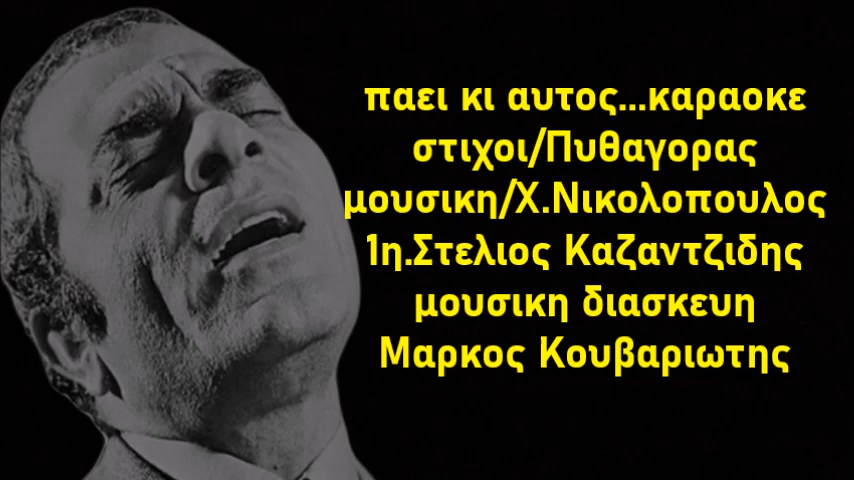 παει κι αυτος...καραοκε
στιχοι/Πυθαγορας
μουσικη/Χ.Νικολοπουλος
1η.Στελιος Καζαντζιδης
μουσικη διασκευη
Μαρκος Κουβαριωτης